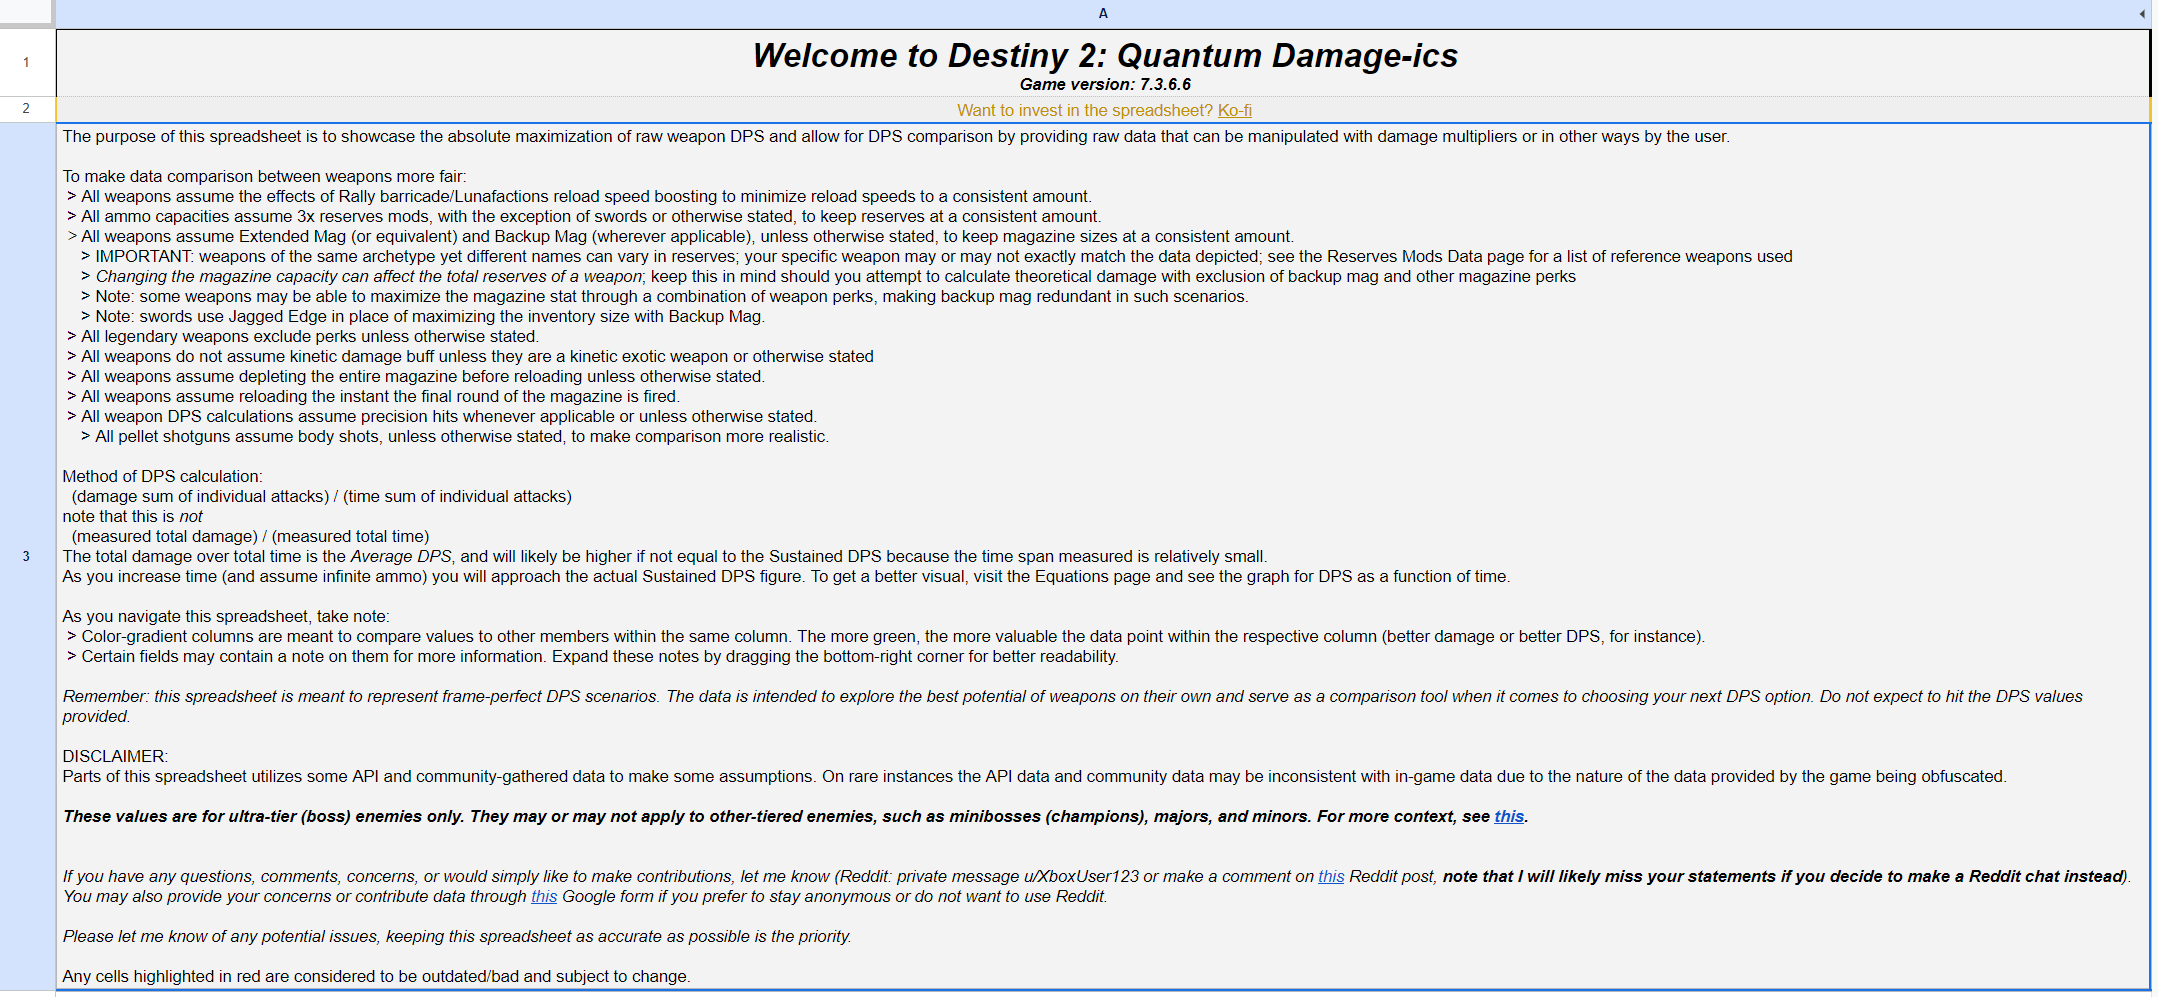 A
1
Welcome to Destiny 2: Quantum Damage-ics
Game version: 7.3.6.6
2
Want to invest in the spreadsheet? Ko-fi
The purpose of this spreadsheet is to showcase the absolute maximization of raw weapon DPS and allow for DPS comparison by providing raw data that can be manipulated with damage multipliers or in other ways by the user.
To make data comparison between weapons more fair:
> All weapons assume the effects of Rally barricade/Lunafactions reload speed boosting to minimize reload speeds to a consistent amount.
> All ammo capacities assume 3x reserves mods, with the exception of swords or otherwise stated, to keep reserves at a consistent amount.
> All weapons assume Extended Mag (or equivalent) and Backup Mag (wherever applicable), unless otherwise stated, to keep magazine sizes at a consistent amount.
> IMPORTANT: weapons of the same archetype yet different names can vary in reserves; your specific weapon may or may not exactly match the data depicted; see the Reserves Mods Data page for a list of reference weapons used
> Changing the magazine capacity can affect the total reserves of a weapon; keep this in mind should you attempt to calculate theoretical damage with exclusion of backup mag and other magazine perks
> Note: some weapons may be able to maximize the magazine stat through a combination of weapon perks, making backup mag redundant in such scenarios.
> Note: swords use Jagged Edge in place of maximizing the inventory size with Backup Mag.
> All legendary weapons exclude perks unless otherwise stated.
> All weapons do not assume kinetic damage buff unless they are a kinetic exotic weapon or otherwise stated
> All weapons assume depleting the entire magazine before reloading unless otherwise stated.
> All weapons assume reloading the instant the final round of the magazine is fired.
> All weapon DPS calculations assume precision hits whenever applicable or unless otherwise stated.
> All pellet shotguns assume body shots, unless otherwise stated, to make comparison more realistic.
Method of DPS calculation:
(damage sum of individual attacks) / (time sum of individual attacks)
note that this is not
(measured total damage) / (measured total time)
3
The total damage over total time is the Average DPS, and will likely be higher if not equal to the Sustained DPS because the time span measured is relatively small.
As you increase time (and assume infinite ammo) you will approach the actual Sustained DPS figure. To get a better visual, visit the Equations page and see the graph for DPS as a function of time.
As you navigate this spreadsheet, take note:
> Color-gradient columns are meant to compare values to other members within the same column. The more green, the more valuable the data point within the respective column (better damage or better DPS, for instance).
> Certain fields may contain a note on them for more information. Expand these notes by dragging the bottom-right corner for better readability.
Remember: this spreadsheet is meant to represent frame-perfect DPS scenarios. The data is intended to explore the best potential of weapons on their own and serve as a comparison tool when it comes to choosing your next DPS option. Do not expect to hit the DPS values
provided.
DISCLAIMER:
Parts of this spreadsheet utilizes some API and community-gathered data to make some assumptions. On rare instances the API data and community data may be inconsistent with in-game data due to the nature of the data provided by the game being obfuscated.
These values are for ultra-tier (boss) enemies only. They may or may not apply to other-tiered enemies, such as minibosses (champions), majors, and minors. For more context, see this.
If you have any questions, comments, concerns, or would simply like to make contributions, let me know (Reddit: private message u/XboxUser123 or make a comment on this Reddit post, note that I will likely miss your statements if you decide to make a Reddit chat instead).
You may also provide your concerns or contribute data through this Google form if you prefer to stay anonymous or do not want to use Reddit.
Please let me know of any potential issues, keeping this spreadsheet as accurate as possible is the priority.
Any cells highlighted in red are considered to be outdated/bad and subject to change.